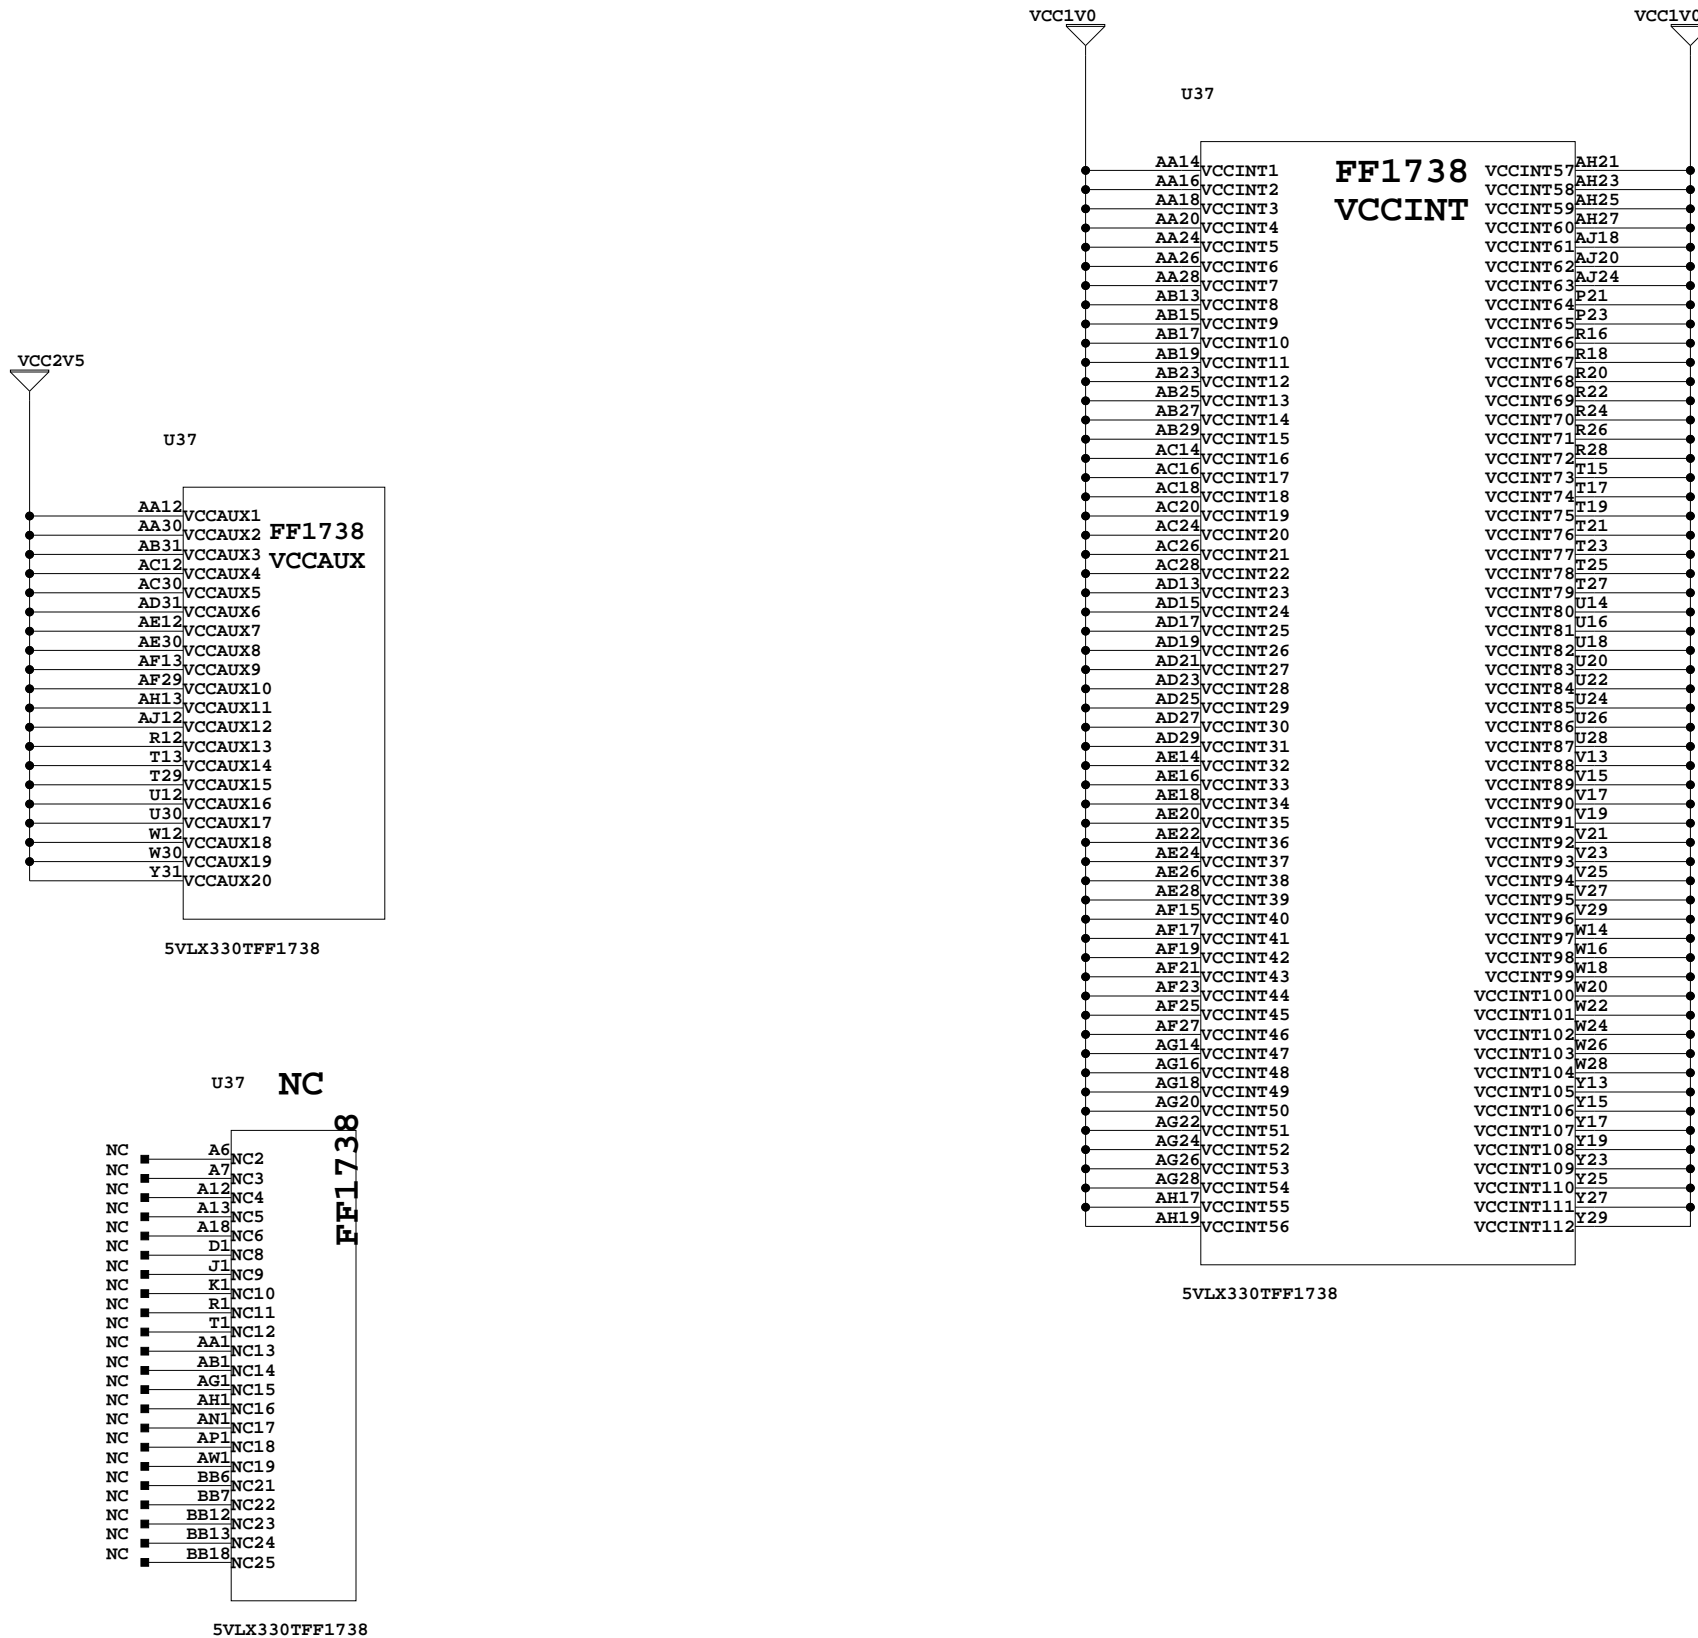 VCC1V0 VCC1V0
U37
FF1738
VCCINT
AA14 VCCINT1 VCCINT57 AH21
AA16 VCCINT2 VCCINT58 AH23
AA18 VCCINT3 VCCINT59 AH25
AA20 VCCINT4 VCCINT60 AH27
AA24 VCCINT5 VCCINT61 AJ18
AA26 VCCINT6 VCCINT62 AJ20
AA28 VCCINT7 VCCINT63 AJ24
AB13 VCCINT8 VCCINT64 P21
AB15 VCCINT9 VCCINT65 P23
AB17 VCCINT10 VCCINT66 R16
AB19 VCCINT11 VCCINT67 R18
AB23 VCCINT12 VCCINT68 R20
AB25 VCCINT13 VCCINT69 R22
AB27 VCCINT14 VCCINT70 R24
AB29 VCCINT15 VCCINT71 R26
AC14 VCCINT16 VCCINT72 R28
AC16 VCCINT17 VCCINT73 T15
AC18 VCCINT18 VCCINT74 T17
AC20 VCCINT19 VCCINT75 T19
AC24 VCCINT20 VCCINT76 T21
AC26 VCCINT21 VCCINT77 T23
AC28 VCCINT22 VCCINT78 T25
AD13 VCCINT23 VCCINT79 T27
AD15 VCCINT24 VCCINT80 U14
AD17 VCCINT25 VCCINT81 U16
AD19 VCCINT26 VCCINT82 U18
AD21 VCCINT27 VCCINT83 U20
AD23 VCCINT28 VCCINT84 U22
AD25 VCCINT29 VCCINT85 U24
AD27 VCCINT30 VCCINT86 U26
AD29 VCCINT31 VCCINT87 U28
AE14 VCCINT32 VCCINT88 V13
AE16 VCCINT33 VCCINT89 V15
AE18 VCCINT34 VCCINT90 V17
AE20 VCCINT35 VCCINT91 V19
AE22 VCCINT36 VCCINT92 V21
AE24 VCCINT37 VCCINT93 V23
AE26 VCCINT38 VCCINT94 V25
AE28 VCCINT39 VCCINT95 V27
AF15 VCCINT40 VCCINT96 V29
AF17 VCCINT41 VCCINT97 W14
AF19 VCCINT42 VCCINT98 W16
AF21 VCCINT43 VCCINT99 W18
AF23 VCCINT44 VCCINT100 W20
AF25 VCCINT45 VCCINT101 W22
AF27 VCCINT46 VCCINT102 W24
AG14 VCCINT47 VCCINT103 W26
AG16 VCCINT48 VCCINT104 W28
AG18 VCCINT49 VCCINT105 Y13
AG20 VCCINT50 VCCINT106 Y15
AG22 VCCINT51 VCCINT107 Y17
AG24 VCCINT52 VCCINT108 Y19
AG26 VCCINT53 VCCINT109 Y23
AG28 VCCINT54 VCCINT110 Y25
AH17 VCCINT55 VCCINT111 Y27
AH19 VCCINT56 VCCINT112 Y29
5VLX330TFF1738
VCC2V5
U37
FF1738
VCCAUX
AA12 VCCAUX1
AA30 VCCAUX2
AB31 VCCAUX3
AC12 VCCAUX4
AC30 VCCAUX5
AD31 VCCAUX6
AE12 VCCAUX7
AE30 VCCAUX8
AF13 VCCAUX9
AF29 VCCAUX10
AH13 VCCAUX11
AJ12 VCCAUX12
R12 VCCAUX13
T13 VCCAUX14
T29 VCCAUX15
U12 VCCAUX16
U30 VCCAUX17
W12 VCCAUX18
W30 VCCAUX19
Y31 VCCAUX20
5VLX330TFF1738
U37 NC
FF1738
NC A6 NC2
NC A7 NC3
NC A12 NC4
NC A13 NC5
NC A18 NC6
NC D1 NC8
NC J1 NC9
NC K1 NC10
NC R1 NC11
NC T1 NC12
NC AA1 NC13
NC AB1 NC14
NC AG1 NC15
NC AH1 NC16
NC AN1 NC17
NC AP1 NC18
NC AW1 NC19
NC BB6 NC21
NC BB7 NC22
NC BB12 NC23
NC BB13 NC24
NC BB18 NC25
5VLX330TFF1738